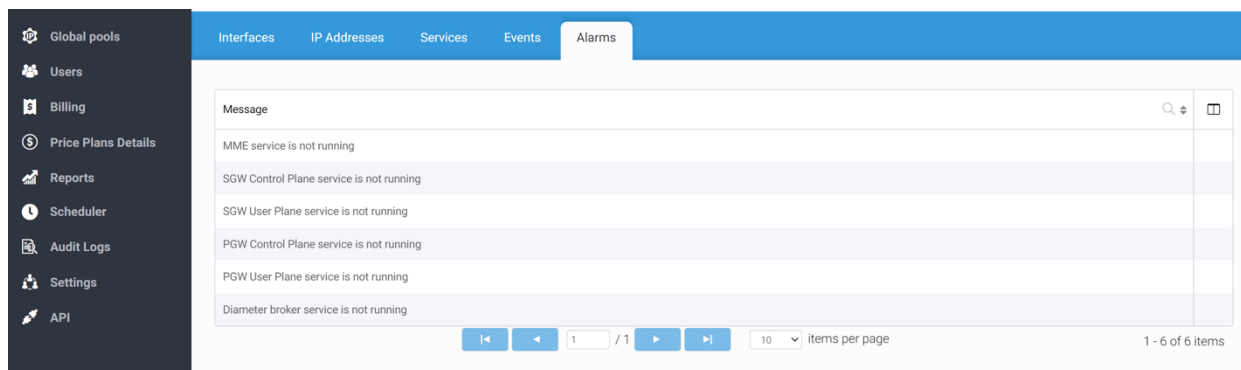 Global pools
Users
Billing
Price Plans Details
Reports
Scheduler
Audit Logs
Settings
API
Interfaces IP Addresses Services Events Alarms
Message
MME service is not running
SGW Control Plane service is not running
SGW User Plane service is not running
PGW Control Plane service is not running
PGW User Plane service is not running
Diameter broker service is not running
1 / 1 10 items per page 1 - 6 of 6 items